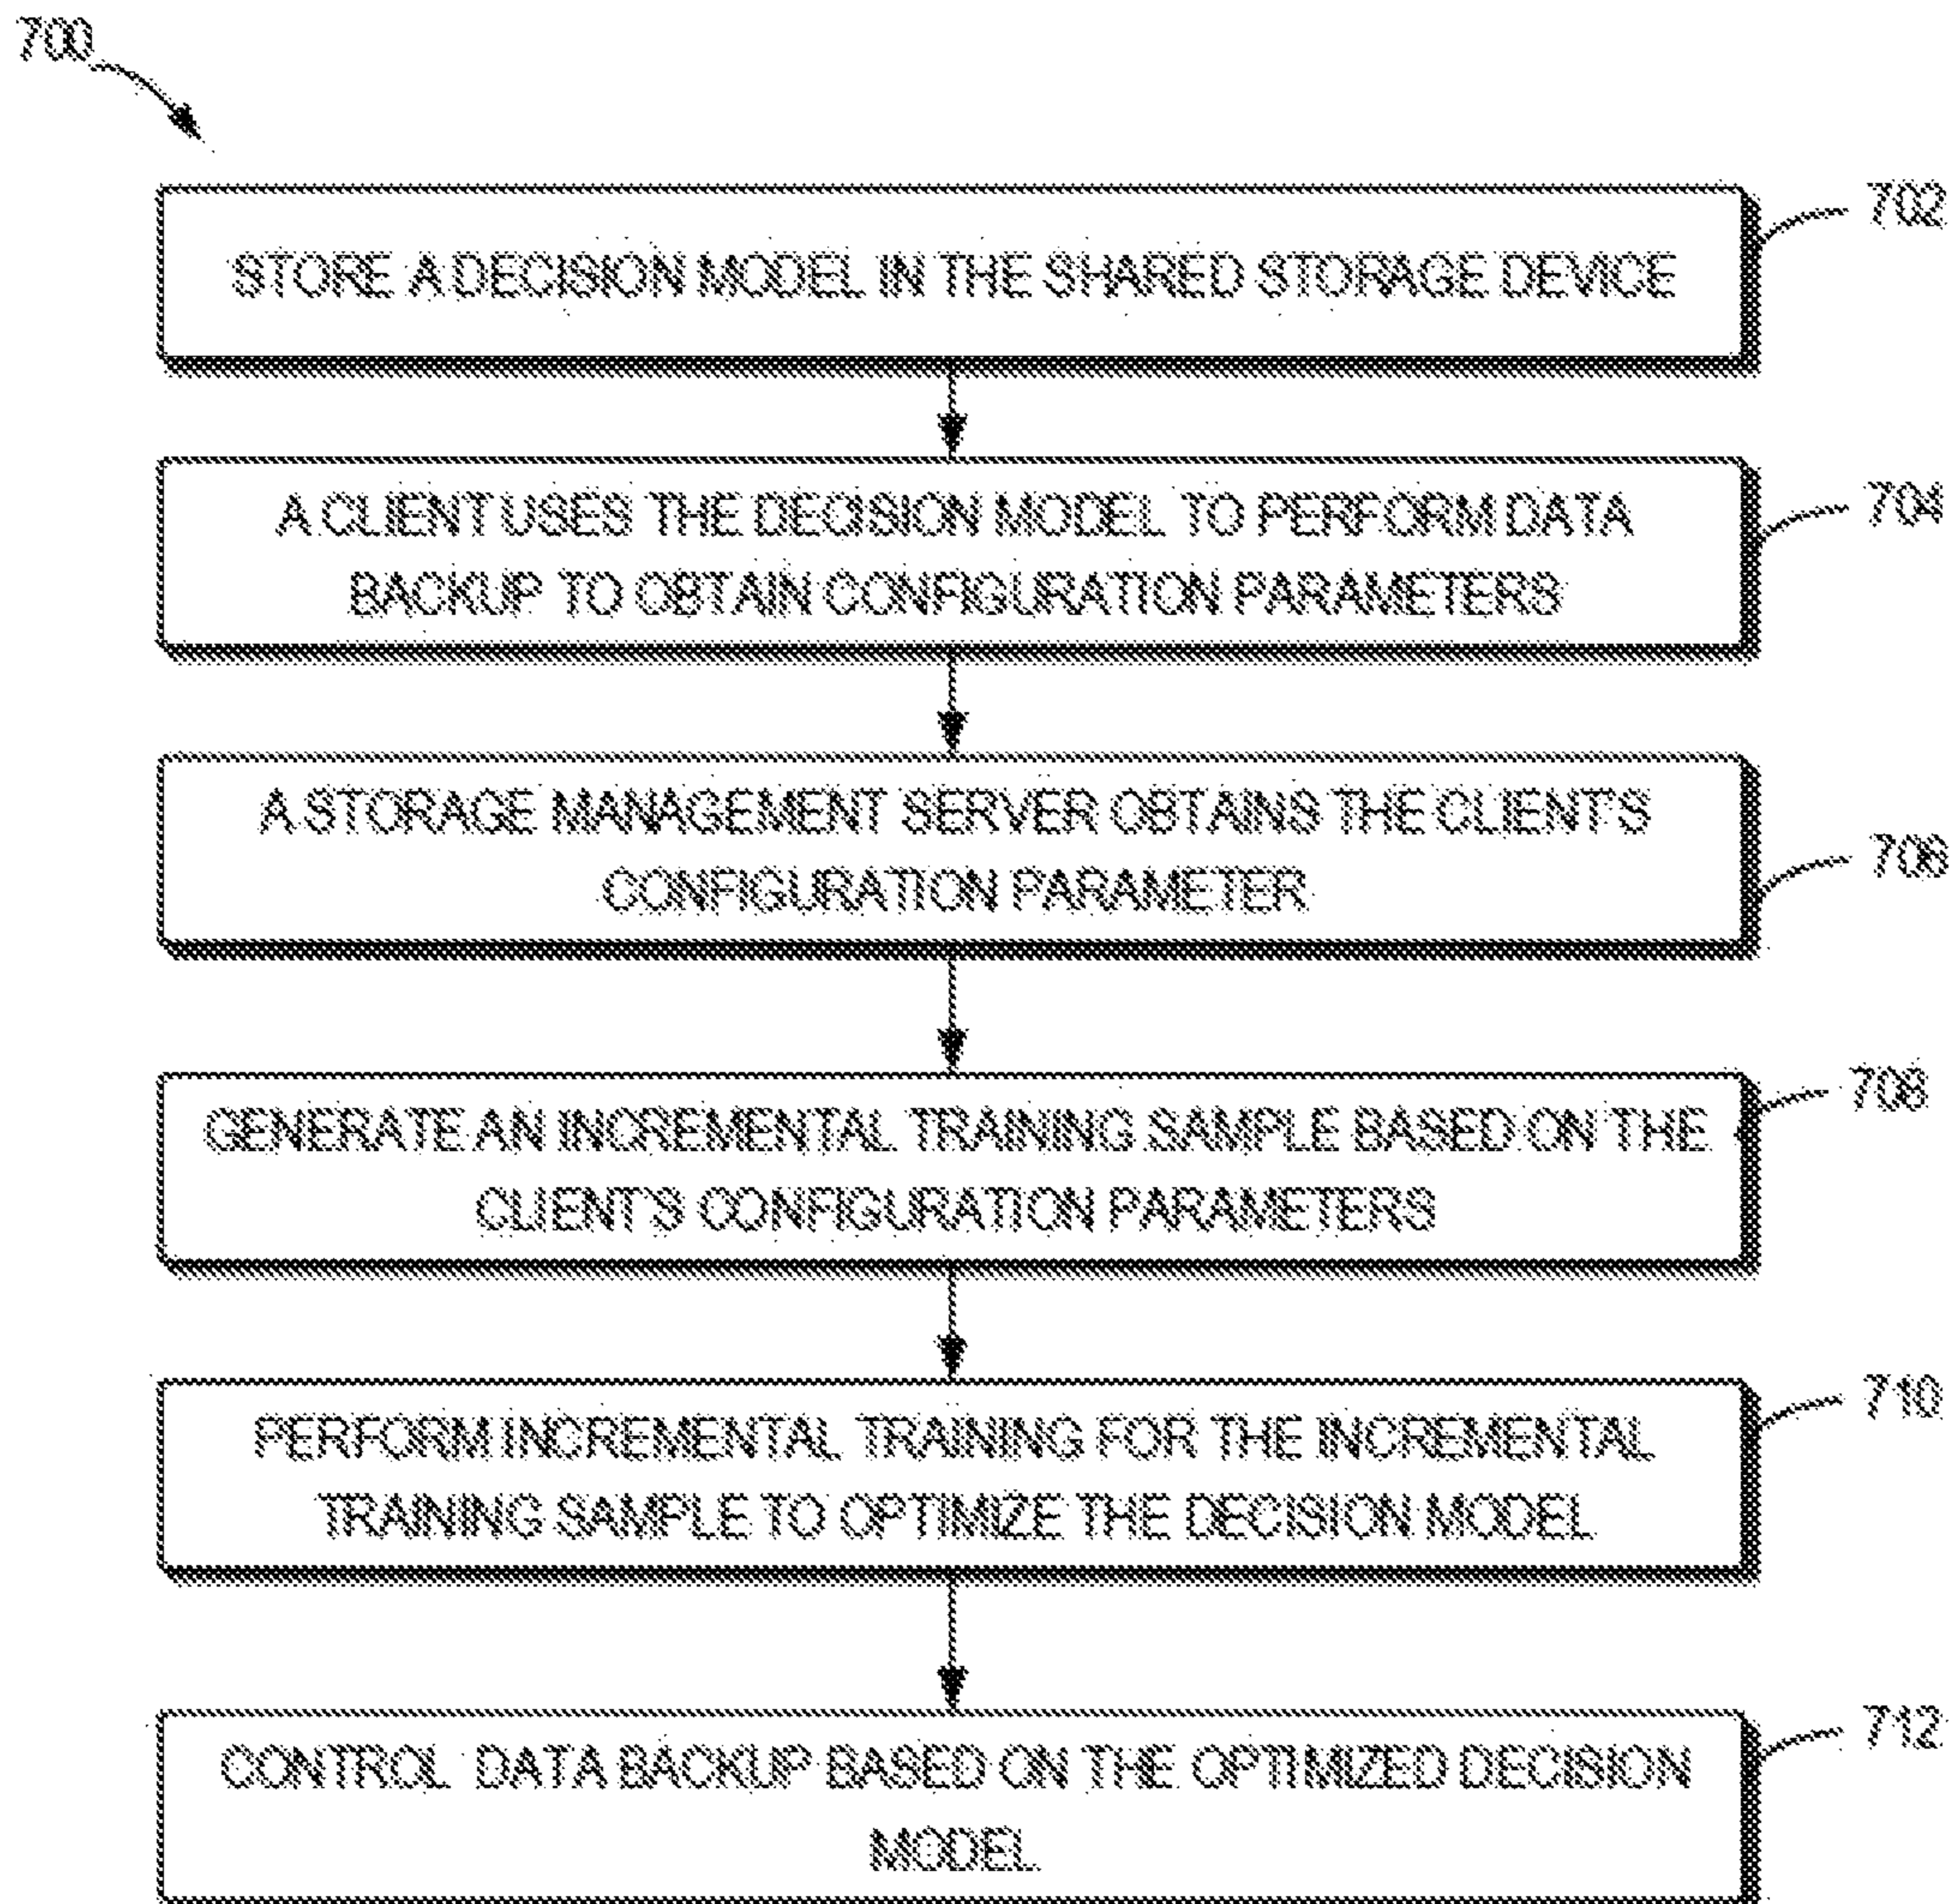 700
702
STORE A DECISION MODEL IN THE SHARED STORAGE DEVICE
704
A CLIENT USES THE DECISION MODEL TO PERFORM DATA
BACKUP TO OBTAIN CONFIGURATION PARAMETERS
706
A STORAGE MANAGEMENT SERVER OBTAINS THE CLIENT'S
CONFIGURATION PARAMETER
708
GENERATE AN INCREMENTAL TRAINING SAMPLE BASED ON THE
CLIENT'S CONFIGURATION PARAMETERS
710
PERFORM INCREMENTAL TRAINING FOR THE INCREMENTAL
TRAINING SAMPLE TO OPTIMIZE THE DECISION MODEL
712
CONTROL DATA BACKUP BASED ON THE OPTIMIZED DECISION
MODEL